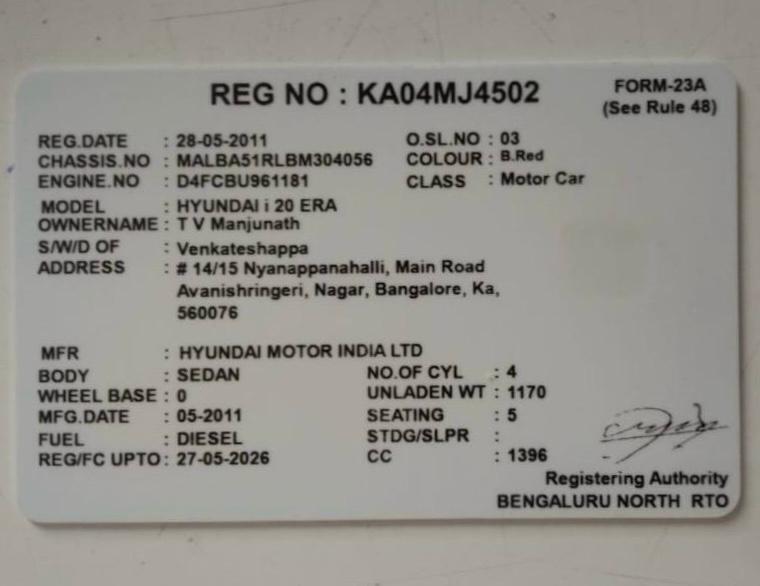 REG NO : KA04MJ4502
FORM-23A
(See Rule 48)
REG.DATE : 28-05-2011 O.SL.NO : 03
CHASSIS.NO : MALBA51RLBM304056 COLOUR : B.Red
ENGINE.NO : D4FCBU961181 CLASS : Motor Car
MODEL : HYUNDAI i 20 ERA
OWNERNAME : T V Manjunath
S/W/D OF : Venkateshappa
ADDRESS : # 14/15 Nyanappanahalli, Main Road
Avanishringeri, Nagar, Bangalore, Ka,
560076
MFR : HYUNDAI MOTOR INDIA LTD
BODY : SEDAN NO.OF CYL : 4
WHEEL BASE : 0 UNLADEN WT : 1170
MFG.DATE : 05-2011 SEATING : 5
FUEL : DIESEL STDG/SLPR :
REG/FC UPTO : 27-05-2026 CC : 1396
Registering Authority
BENGALURU NORTH RTO